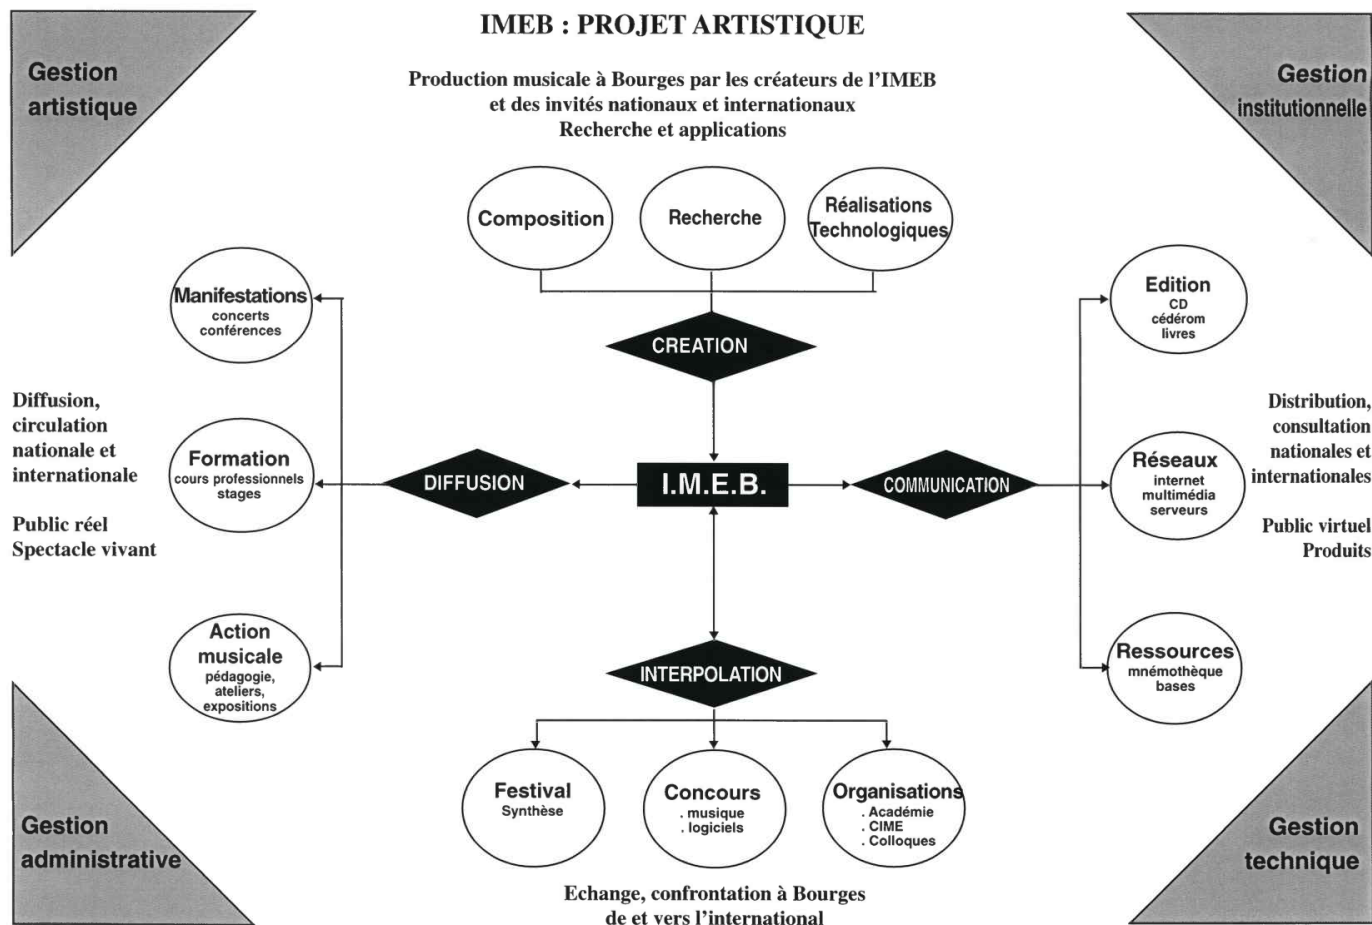 IMEB : PROJET ARTISTIQUE
Gestion
artistique
Production musicale à Bourges par les créateurs de l'IMEB
et des invités nationaux et internationaux
Recherche et applications
Gestion
institutionnelle
Composition
Recherche
Réalisations
Technologiques
CREATION
Manifestations
concerts
conférences
Edition
CD
cédérom
livres
Diffusion,
circulation
nationale et
internationale
Public réel
Spectacle vivant
Formation
cours professionnels
stages
DIFFUSION
I.M.E.B.
COMMUNICATION
Réseaux
internet
multimédia
serveurs
Distribution,
consultation
nationales et
internationales
Public virtuel
Produits
Action
musicale
pédagogie,
ateliers,
expositions
INTERPOLATION
Ressources
mnémothèque
bases
Festival
Synthèse
Concours
. musique
. logiciels
Organisations
. Académie
. CIME
. Colloques
Gestion
administrative
Gestion
technique
Echange, confrontation à Bourges
de et vers l'international